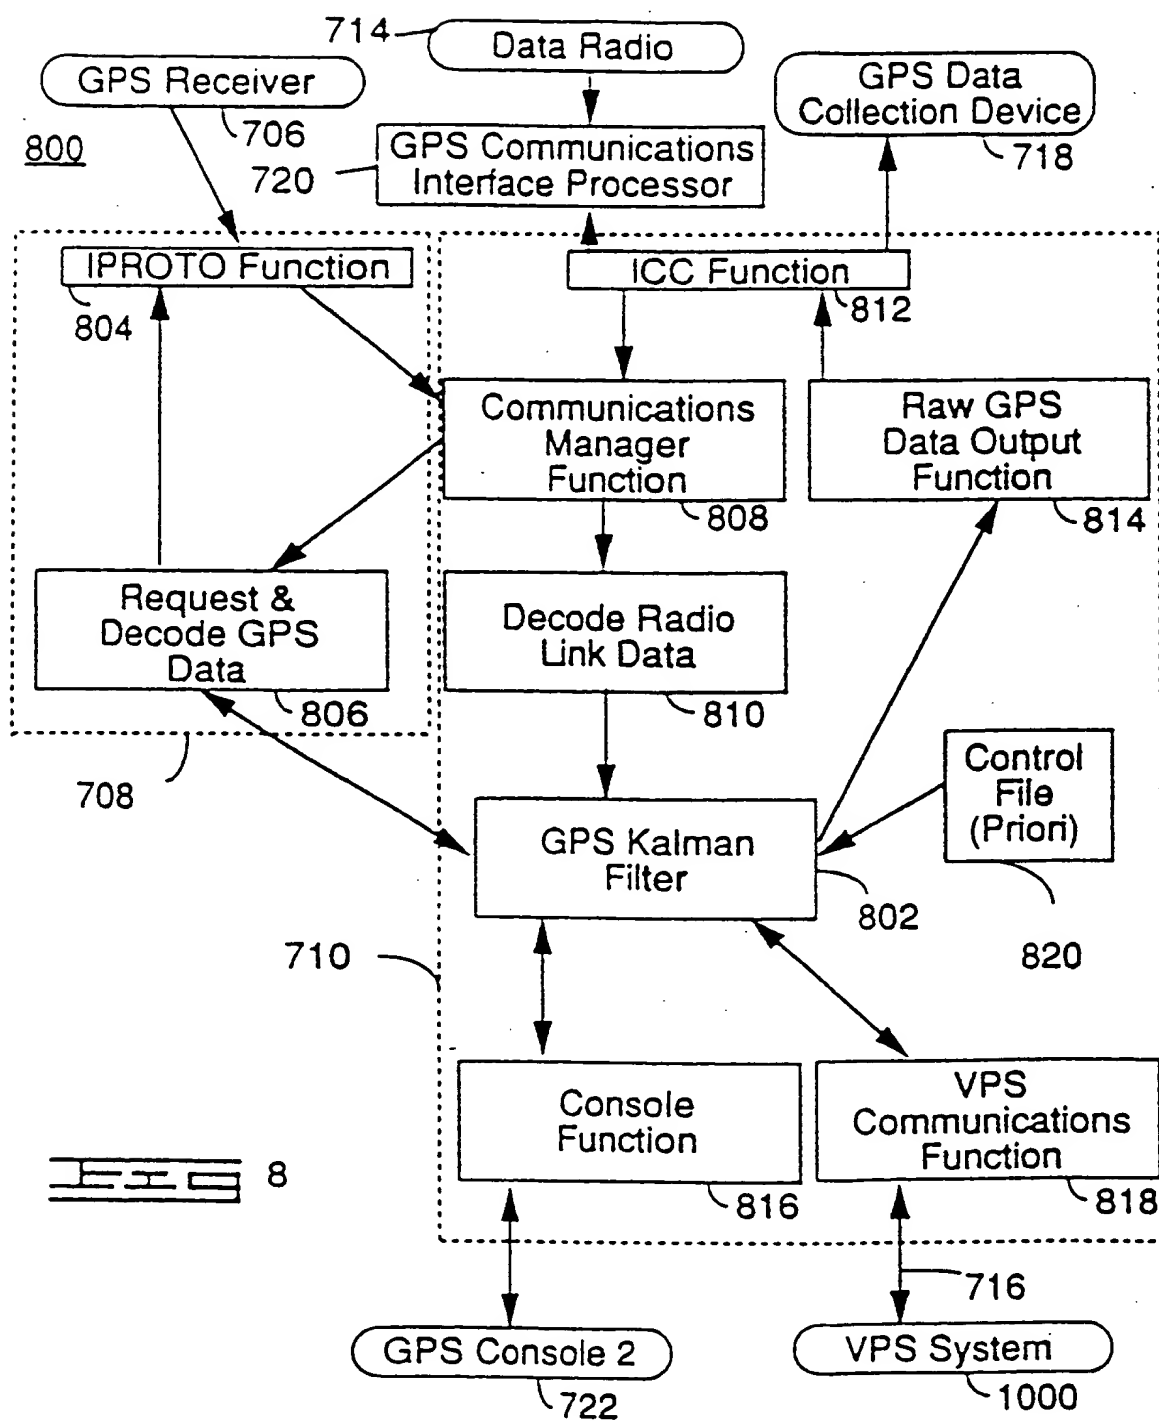 714
Data Radio
GPS Receiver
706
GPS Data
Collection Device
718
800
720
GPS Communications
Interface Processor
IPROTO Function
804
ICC Function
812
Communications
Manager
Function
808
Raw GPS
Data Output
Function
814
Request &
Decode GPS
Data
806
Decode Radio
Link Data
810
708
Control
File
(Priori)
820
GPS Kalman
Filter
802
710
Console
Function
816
VPS
Communications
Function
818
8
716
GPS Console 2
722
VPS System
1000